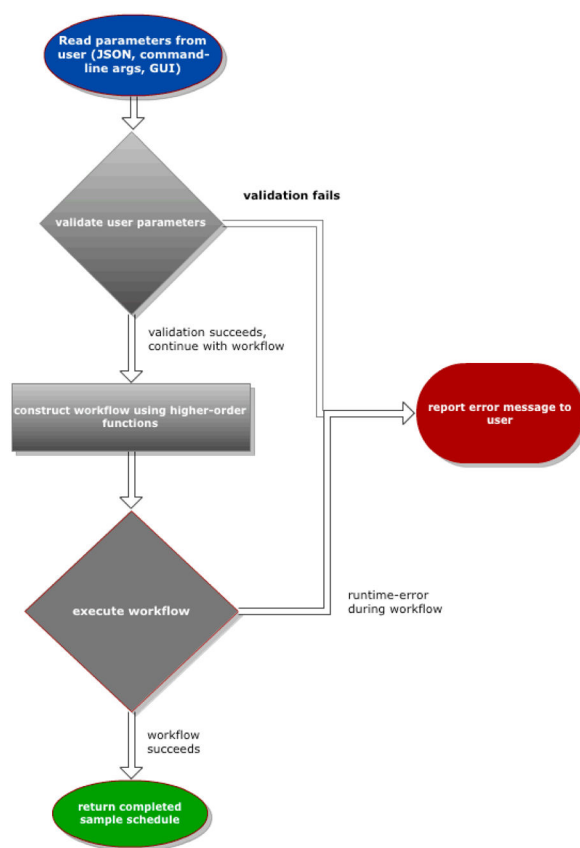 Read parameters from
user (JSON, command-
line args, GUI)
validation fails
validate user parameters
validation succeeds,
continue with workflow
construct workflow using higher-order
functions
report error message to
user
execute workflow
runtime-error
during workflow
workflow
succeeds
return completed
sample schedule